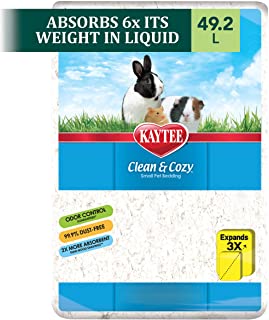 ABSORBS 6x ITS
WEIGHT IN LIQUID
49.2
L
KAYTEE
Clean & Cozy
Small Pet Bedding
ODOR CONTROL
99.9% DUST-FREE
2X MORE ABSORBENT
Expands
3X